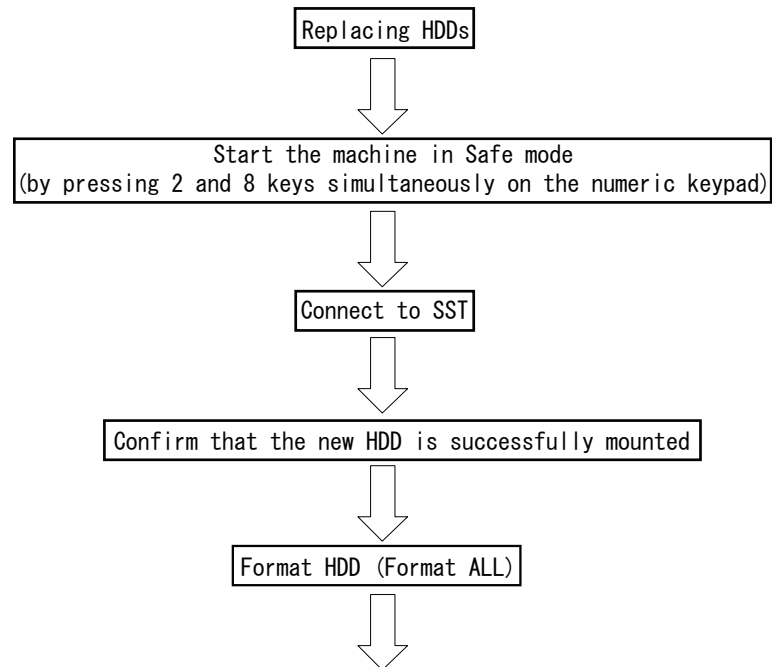 Replacing HDDs
Start the machine in Safe mode
(by pressing 2 and 8 keys simultaneously on the numeric keypad)
Connect to SST
Confirm that the new HDD is successfully mounted
Format HDD (Format ALL)